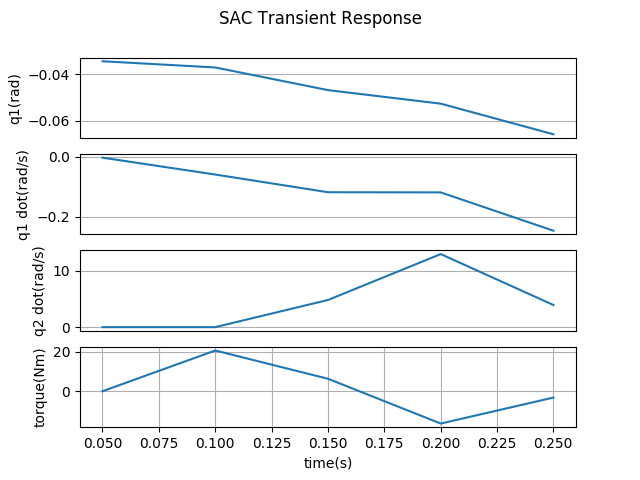 SAC Transient Response
q1(rad)
−0.04
−0.06
q1 dot(rad/s)
0.0
−0.2
q2 dot(rad/s)
10
0
torque(Nm)
20
0
0.050 0.075 0.100 0.125 0.150 0.175 0.200 0.225 0.250
time(s)